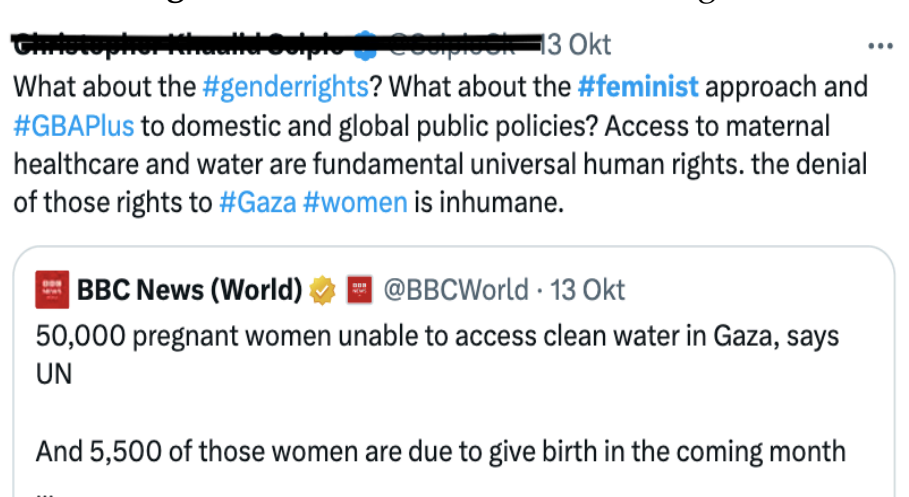 13 Okt
What about the #genderrights? What about the #feminist approach and
#GBAPlus to domestic and global public policies? Access to maternal
healthcare and water are fundamental universal human rights. the denial
of those rights to #Gaza #women is inhumane.
BBC News (World) @BBCWorld · 13 Okt
50,000 pregnant women unable to access clean water in Gaza, says
UN
And 5,500 of those women are due to give birth in the coming month
...